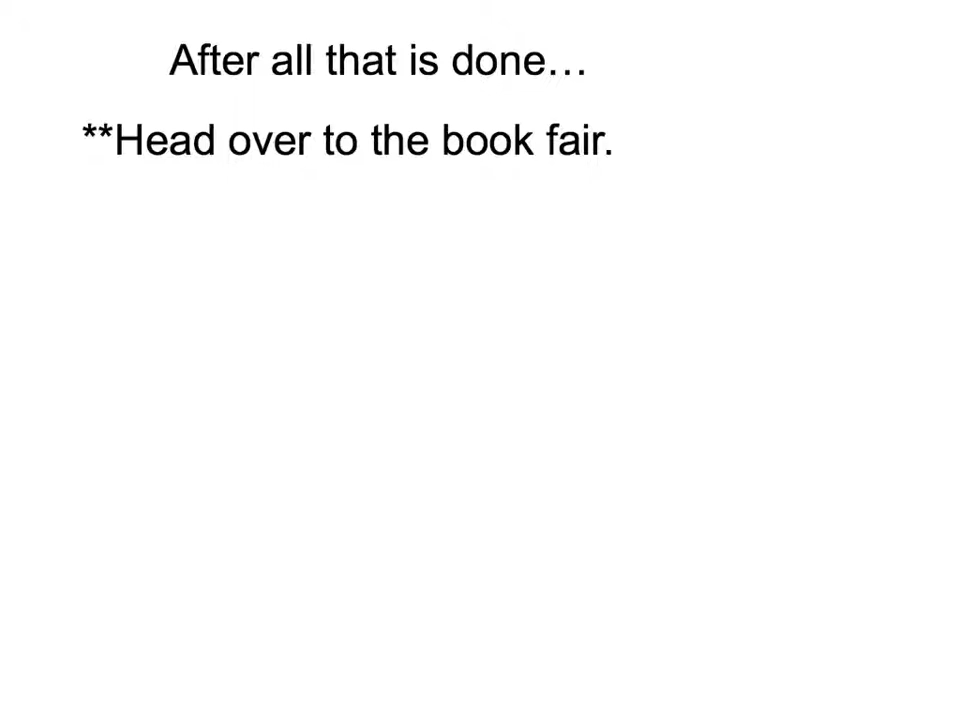 After all that is done…
**Head over to the book fair.